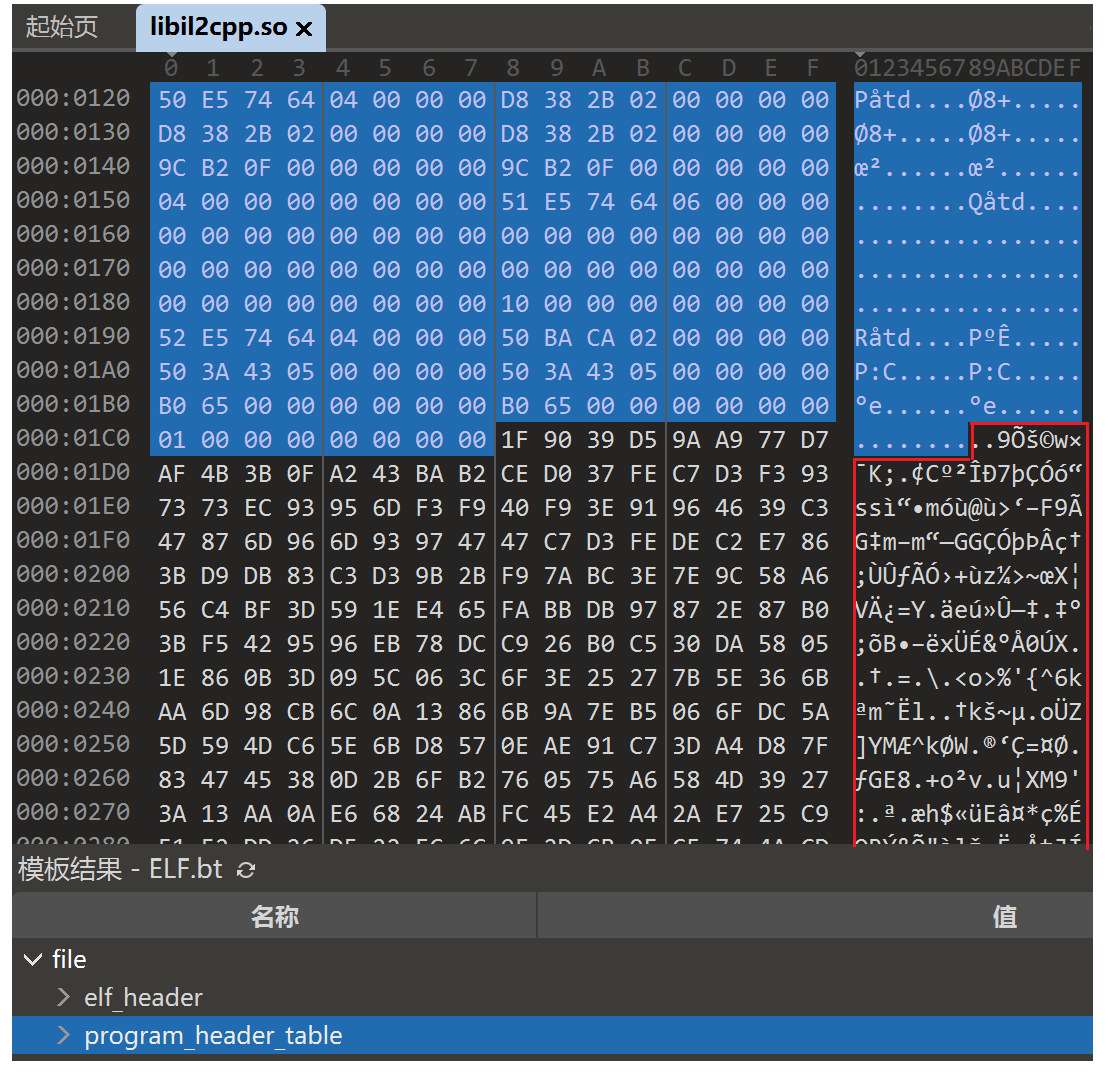 起始页 libil2cpp.so ×
0 1 2 3 4 5 6 7 8 9 A B C D E F 0123456789ABCDEF
000:0120 50 E5 74 64 04 00 00 00 D8 38 2B 02 00 00 00 00 Påtd....Ø8+.....
000:0130 D8 38 2B 02 00 00 00 00 D8 38 2B 02 00 00 00 00 Ø8+.....Ø8+.....
000:0140 9C B2 0F 00 00 00 00 00 9C B2 0F 00 00 00 00 00 œ²......œ²......
000:0150 04 00 00 00 00 00 00 00 51 E5 74 64 06 00 00 00 ........Qåtd....
000:0160 00 00 00 00 00 00 00 00 00 00 00 00 00 00 00 00 ................
000:0170 00 00 00 00 00 00 00 00 00 00 00 00 00 00 00 00 ................
000:0180 00 00 00 00 00 00 00 00 10 00 00 00 00 00 00 00 ................
000:0190 52 E5 74 64 04 00 00 00 50 BA CA 02 00 00 00 00 Råtd....PºÊ.....
000:01A0 50 3A 43 05 00 00 00 00 50 3A 43 05 00 00 00 00 P:C.....P:C.....
000:01B0 B0 65 00 00 00 00 00 00 B0 65 00 00 00 00 00 00 °e......°e......
000:01C0 01 00 00 00 00 00 00 00 1F 90 39 D5 9A A9 77 D7 ..........9Õš©w×
000:01D0 AF 4B 3B 0F A2 43 BA B2 CE D0 37 FE C7 D3 F3 93 ¯K;.¢Cº²ÎÐ7þÇÓó“
000:01E0 73 73 EC 93 95 6D F3 F9 40 F9 3E 91 96 46 39 C3 ssì“•móù@ù>‘–F9Ã
000:01F0 47 87 6D 96 6D 93 97 47 47 C7 D3 FE DE C2 E7 86 G‡m–m“—GGÇÓþÞÂç†
000:0200 3B D9 DB 83 C3 D3 9B 2B F9 7A BC 3E 7E 9C 58 A6 ;ÙÛƒÃÓ›+ùz¼>~œX¦
000:0210 56 C4 BF 3D 59 1E E4 65 FA BB DB 97 87 2E 87 B0 VÄ¿=Y.äeú»Û—‡.‡°
000:0220 3B F5 42 95 96 EB 78 DC C9 26 B0 C5 30 DA 58 05 ;õB•–ëxÜÉ&°Å0ÚX.
000:0230 1E 86 0B 3D 09 5C 06 3C 6F 3E 25 27 7B 5E 36 6B .†.=.\.<o>%'{^6k
000:0240 AA 6D 98 CB 6C 0A 13 86 6B 9A 7E B5 06 6F DC 5A ªm˜Ël..†kš~µ.oÜZ
000:0250 5D 59 4D C6 5E 6B D8 57 0E AE 91 C7 3D A4 D8 7F ]YMÆ^kØW.®‘Ç=¤Ø.
000:0260 83 47 45 38 0D 2B 6F B2 76 05 75 A6 58 4D 39 27 ƒGE8.+o²v.u¦XM9'
000:0270 3A 13 AA 0A E6 68 24 AB FC 45 E2 A4 2A E7 25 C9 :.ª.æh$«üEâ¤*ç%É
模板结果 - ELF.bt
名称 值
file
elf_header
program_header_table